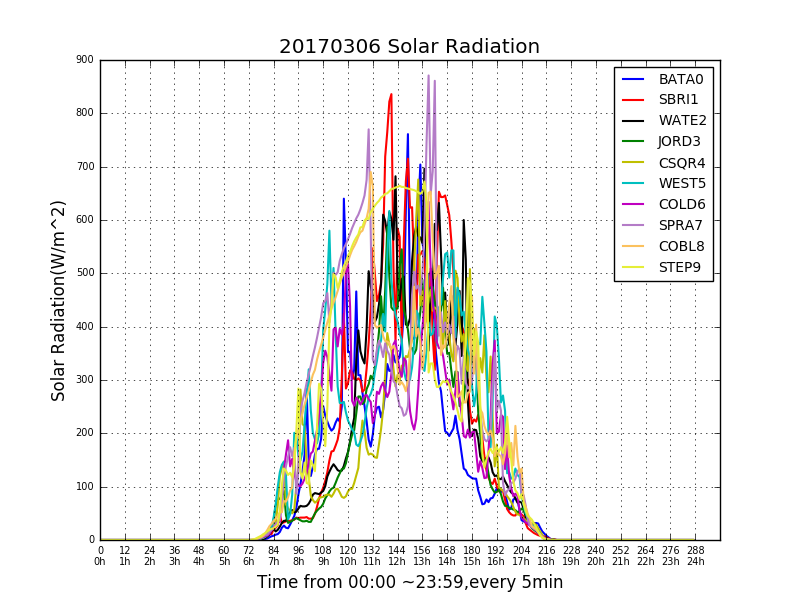 20170306 Solar Radiation
900
800
700
600
500
400
300
200
100
0
Solar Radiation(W/m^2)
BATA0
SBRI1
WATE2
JORD3
CSQR4
WEST5
COLD6
SPRA7
COBL8
STEP9
0 12 24 36 48 60 72 84 96 108 120 132 144 156 168 180 192 204 216 228 240 252 264 276 288
0h 1h 2h 3h 4h 5h 6h 7h 8h 9h 10h 11h 12h 13h 14h 15h 16h 17h 18h 19h 20h 21h 22h 23h 24h
Time from 00:00 ~23:59,every 5min